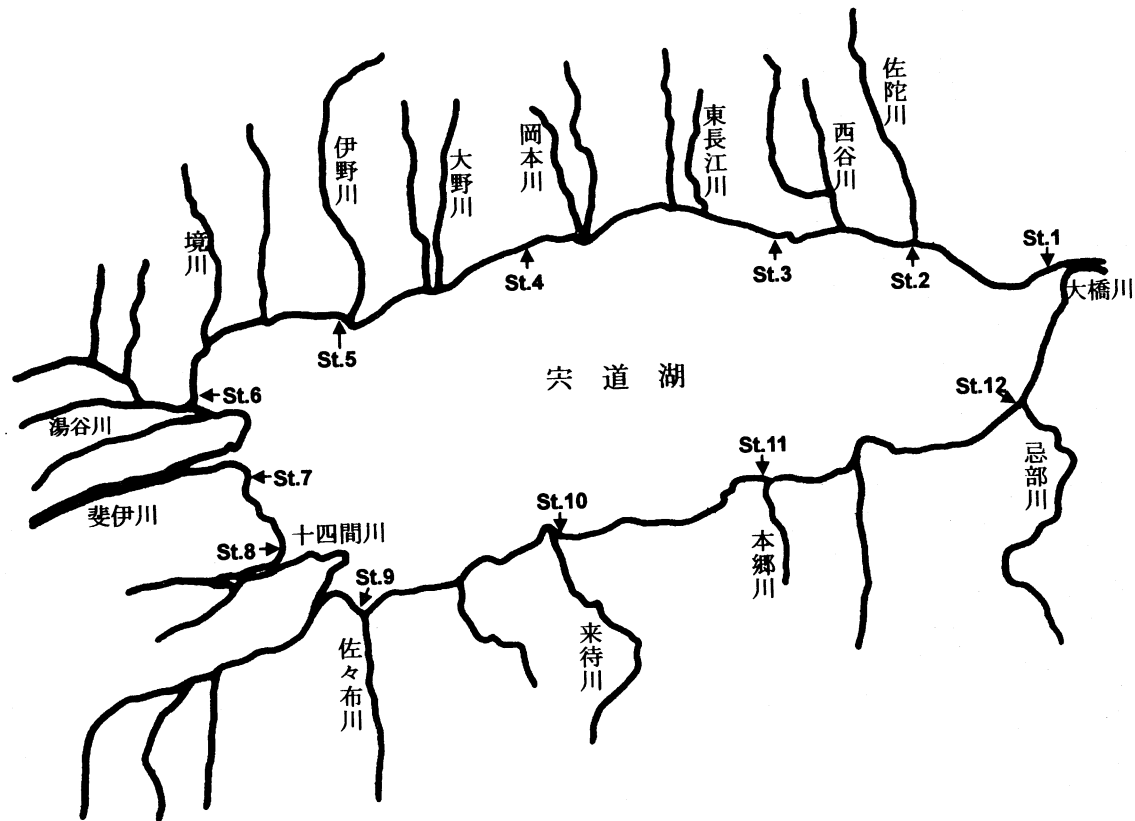 佐陀川
西谷川
東長江川
岡本川
大野川
伊野川
境川
St.1
大橋川
St.2
St.3
St.4
St.5
宍道湖
St.6
湯谷川
St.7
斐伊川
St.8
十四間川
St.9
佐々布川
St.10
来待川
St.11
本郷川
St.12
忌部川